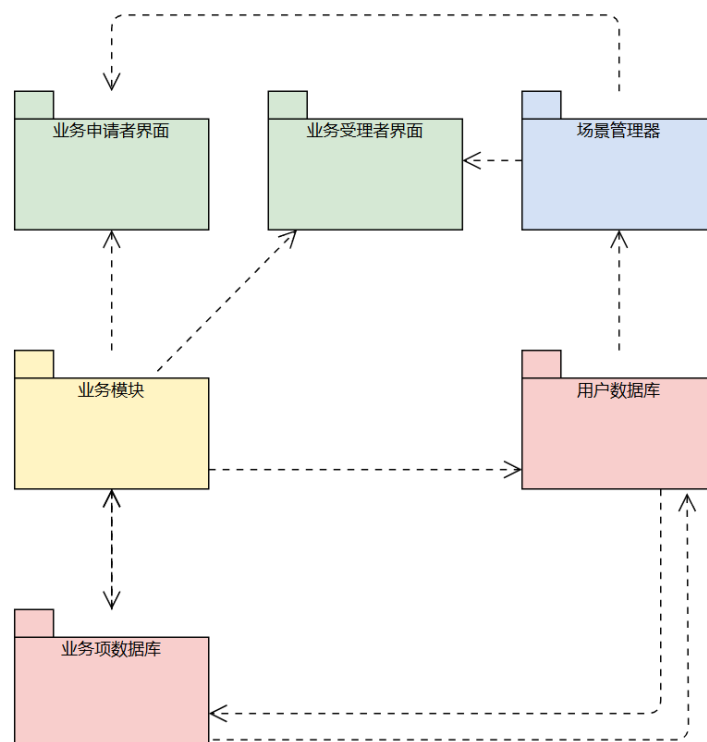 业务申请者界面
业务受理者界面
场景管理器
业务模块
用户数据库
业务项数据库